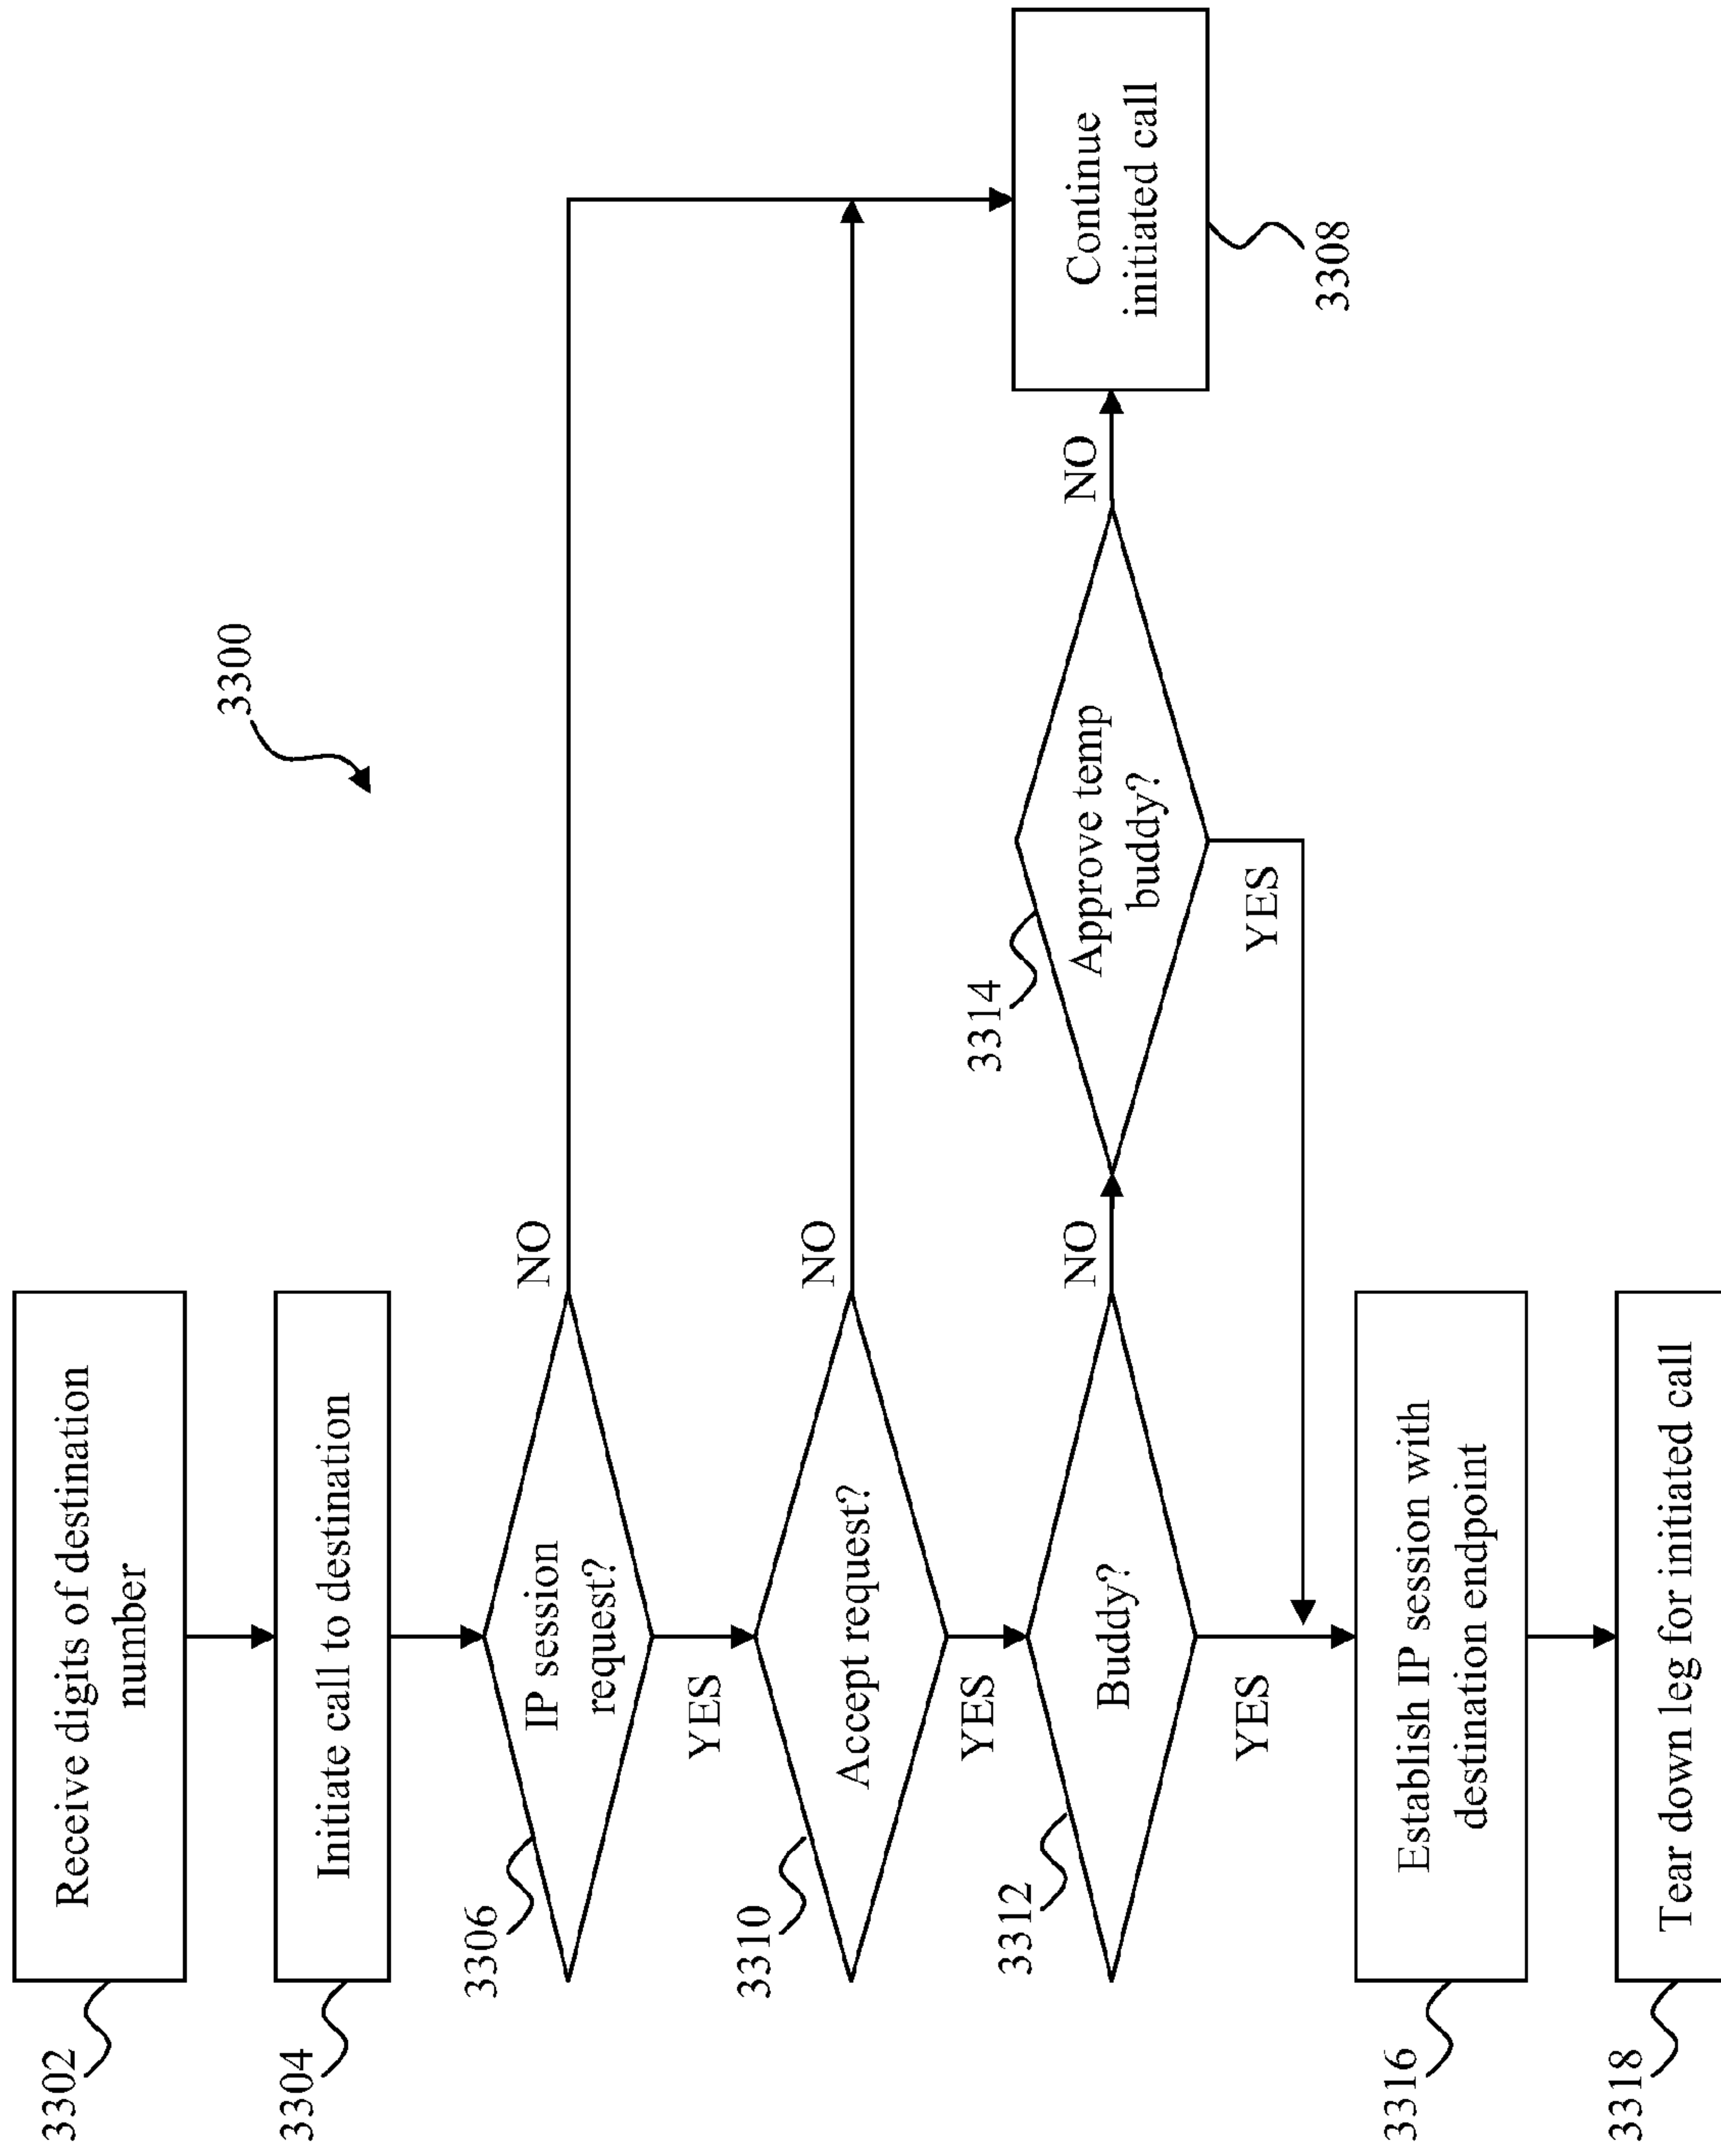 3300
3302
Receive digits of destination
number
3304
Initiate call to destination
3306
IP session
request?
NO
YES
3310
Accept request?
NO
YES
3312
Buddy?
NO
YES
3314
Approve temp
buddy?
NO
YES
Continue
initiated call
3308
3316
Establish IP session with
destination endpoint
3318
Tear down leg for initiated call